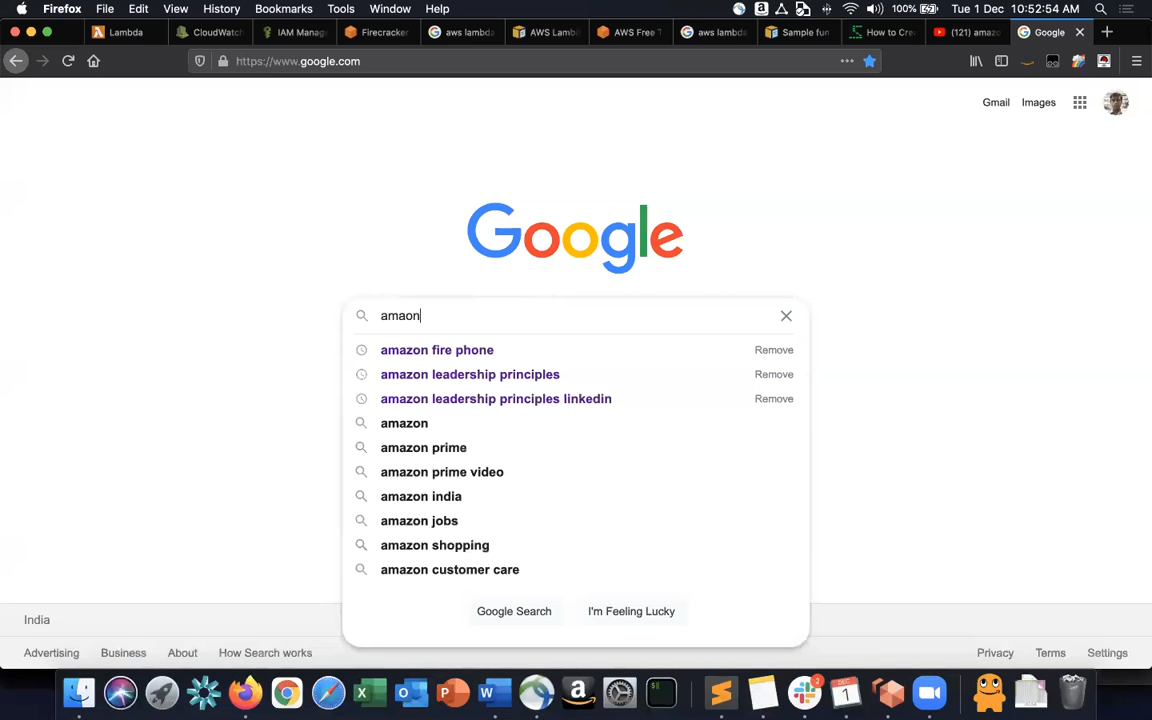 Firefox File Edit View History Bookmarks Tools Window Help 100% Tue 1 Dec 10:52:54 AM
Lambda CloudWatch IAM Manag Firecracker aws lambda AWS Lamb AWS Free T aws lambda Sample fun How to Cre (121) amazo Google
https://www.google.com
Gmail Images
Google
amaon
amazon fire phone Remove
amazon leadership principles Remove
amazon leadership principles linkedin Remove
amazon
amazon prime
amazon prime video
amazon india
amazon jobs
amazon shopping
amazon customer care
Google Search I'm Feeling Lucky
India
Advertising Business About How Search works Privacy Terms Settings
2 DEC 1